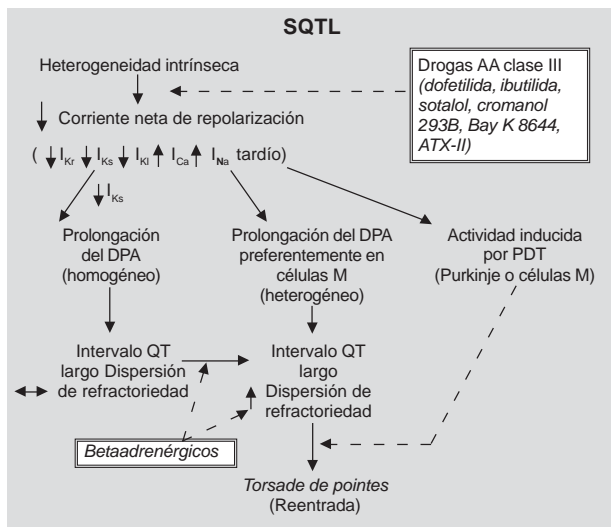 SQTL
Heterogeneidad intrínseca
Drogas AA clase III
(dofetilida, ibutilida,
sotalol, cromanol
293B, Bay K 8644,
ATX-II)
↓ Corriente neta de repolarización
( ↓ IKr ↓ IKs ↓ IKl ↑ ICa ↑ INa tardío)
↓ IKs
Prolongación
del DPA
(homogéneo)
Prolongación del DPA
preferentemente en
células M
(heterogéneo)
Actividad inducida
por PDT
(Purkinje o células M)
Intervalo QT
largo Dispersión
↔ de refractoriedad
Intervalo QT
largo
↑ Dispersión de
refractoriedad
Betaadrenérgicos
Torsade de pointes
(Reentrada)